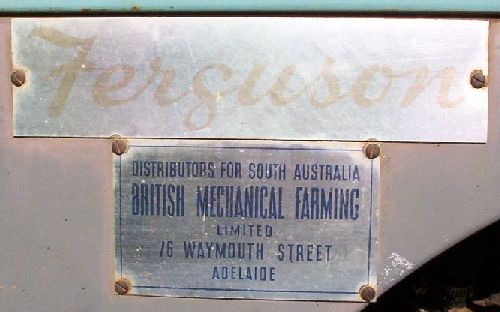 Ferguson
DISTRIBUTORS FOR SOUTH AUSTRALIA
BRITISH MECHANICAL FARMING
LIMITED
76 WAYMOUTH STREET
ADELAIDE